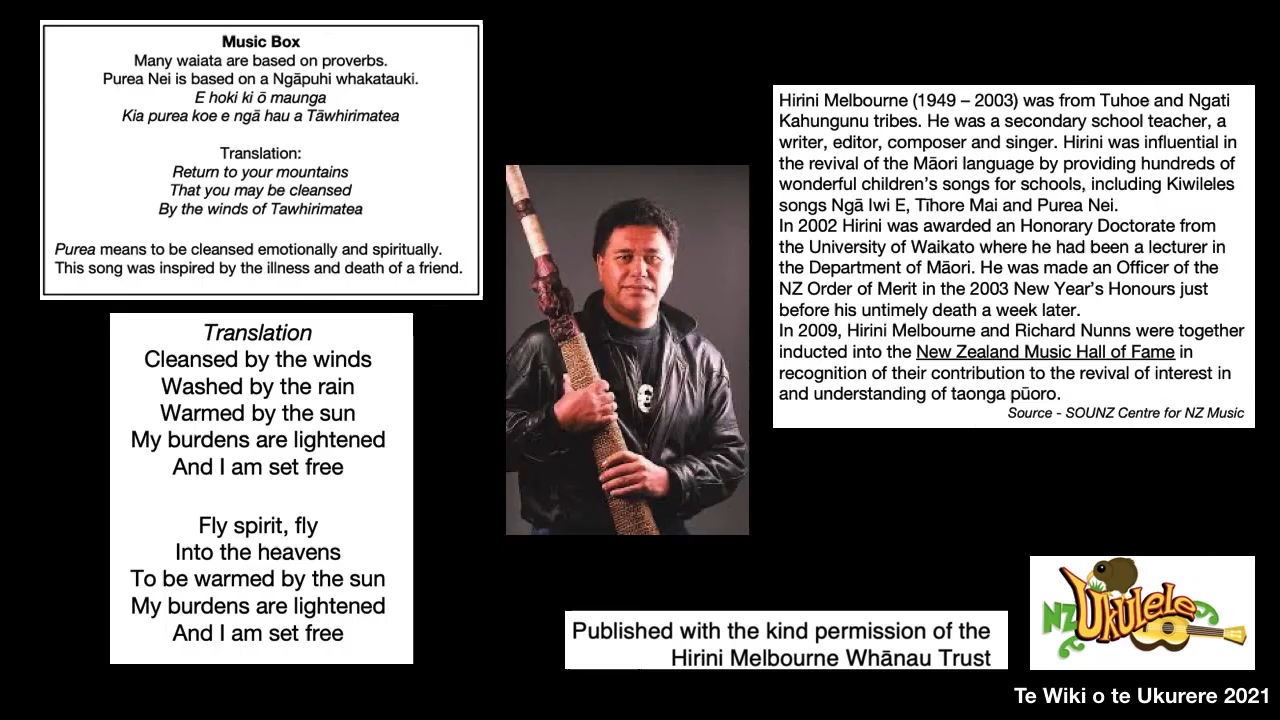 Music Box
Many waiata are based on proverbs.
Purea Nei is based on a Ngāpuhi whakatauki.
E hoki ki ō maunga
Kia purea koe e ngā hau a Tāwhirimatea
Translation:
Return to your mountains
That you may be cleansed
By the winds of Tawhirimatea
Purea means to be cleansed emotionally and spiritually.
This song was inspired by the illness and death of a friend.
Translation
Cleansed by the winds
Washed by the rain
Warmed by the sun
My burdens are lightened
And I am set free
Fly spirit, fly
Into the heavens
To be warmed by the sun
My burdens are lightened
And I am set free
Hirini Melbourne (1949 – 2003) was from Tuhoe and Ngati
Kahungunu tribes. He was a secondary school teacher, a
writer, editor, composer and singer. Hirini was influential in
the revival of the Māori language by providing hundreds of
wonderful children's songs for schools, including Kiwileles
songs Ngā Iwi E, Tīhore Mai and Purea Nei.
In 2002 Hirini was awarded an Honorary Doctorate from
the University of Waikato where he had been a lecturer in
the Department of Māori. He was made an Officer of the
NZ Order of Merit in the 2003 New Year's Honours just
before his untimely death a week later.
In 2009, Hirini Melbourne and Richard Nunns were together
inducted into the New Zealand Music Hall of Fame in
recognition of their contribution to the revival of interest in
and understanding of taonga pūoro.
Source - SOUNZ Centre for NZ Music
Published with the kind permission of the
Hirini Melbourne Whānau Trust
NZ Ukulele
Te Wiki o te Ukurere 2021